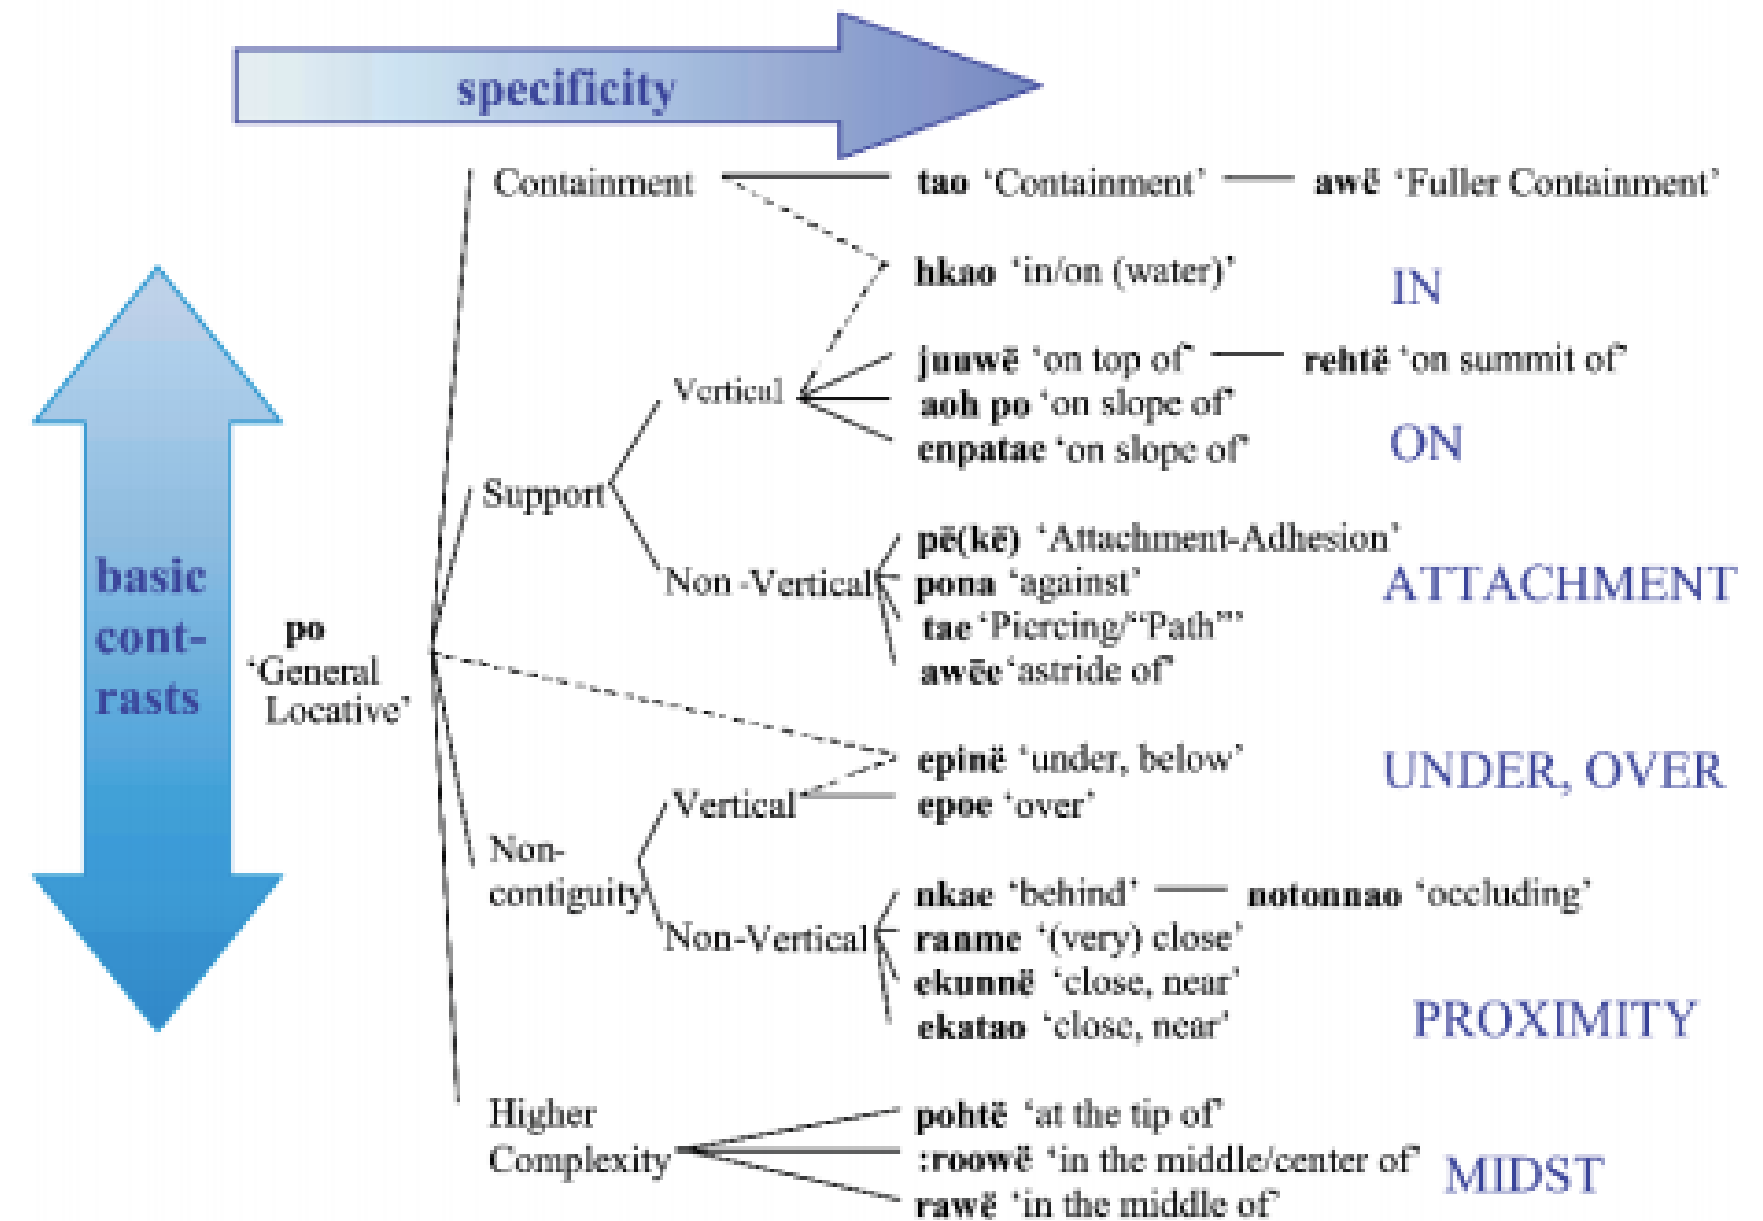 specificity
Containment
tao ‘Containment’
awë ‘Fuller Containment’
hkao ‘in/on (water)’
IN
Vertical
juuwë ‘on top of’
rehtë ‘on summit of’
aoh po ‘on slope of’
enpatae ‘on slope of’
ON
Support
Non-Vertical
pë(kë) ‘Attachment-Adhesion’
pona ‘against’
tae ‘Piercing/“Path”’
awëe ‘astride of’
ATTACHMENT
basic
cont-
rasts
po
‘General
Locative’
epinë ‘under, below’
epoe ‘over’
UNDER, OVER
Vertical
Non-
contiguity
Non-Vertical
nkae ‘behind’
notonnao ‘occluding’
ranme ‘(very) close’
ekunnë ‘close, near’
ekatao ‘close, near’
PROXIMITY
Higher
Complexity
pohtë ‘at the tip of’
:roowë ‘in the middle/center of’
rawë ‘in the middle of’
MIDST